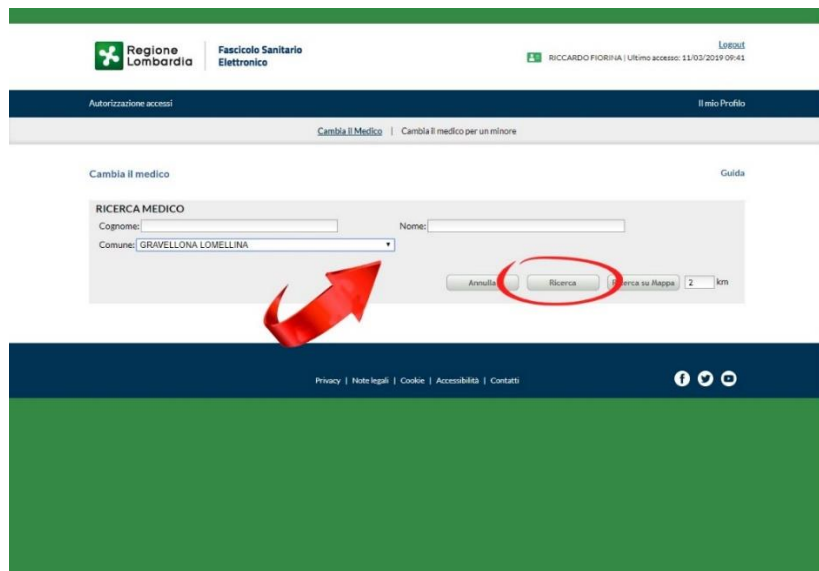 Regione
Lombardia
Fascicolo Sanitario
Elettronico
Logout
RICCARDO FIORINA | Ultimo accesso: 11/03/2019 09:41
Autorizzazione accessi
Il mio Profilo
Cambia il Medico | Cambia il medico per un minore
Cambia il medico
Guida
RICERCA MEDICO
Cognome:
Nome:
Comune: GRAVELLONA LOMELLINA
Annulla
Ricerca
Ricerca su Mappa
2 km
Privacy | Note legali | Cookie | Accessibilità | Contatti